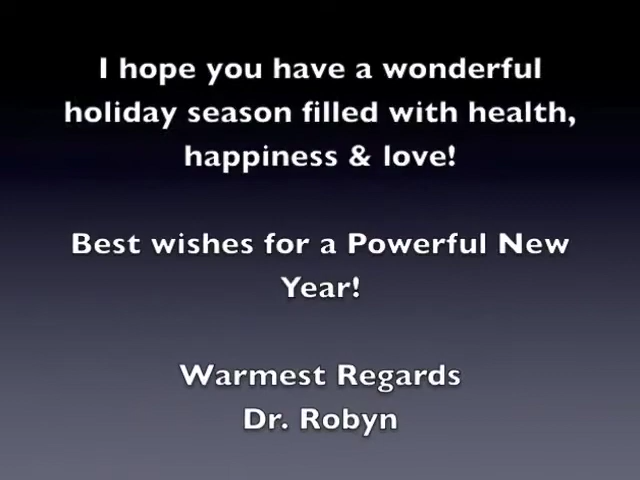 I hope you have a wonderful
holiday season filled with health,
happiness & love!
Best wishes for a Powerful New
Year!
Warmest Regards
Dr. Robyn